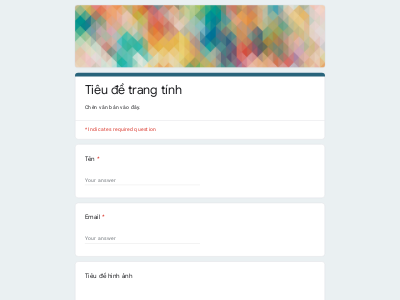 Tiêu đề trang tính
Chèn văn bản vào đây.
* Indicates required question
Tên *
Your answer
Email *
Your answer
Tiêu đề hình ảnh